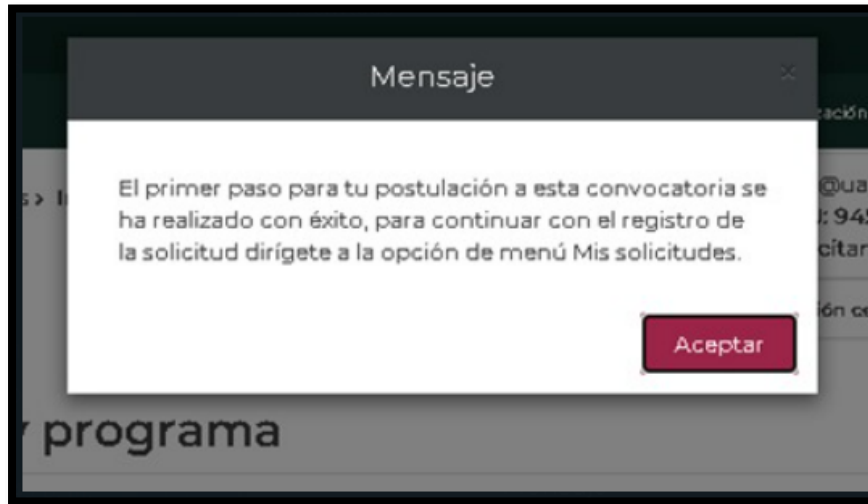 Mensaje
×
El primer paso para tu postulación a esta convocatoria se
ha realizado con éxito, para continuar con el registro de
la solicitud dirígete a la opción de menú Mis solicitudes.
Aceptar
programa